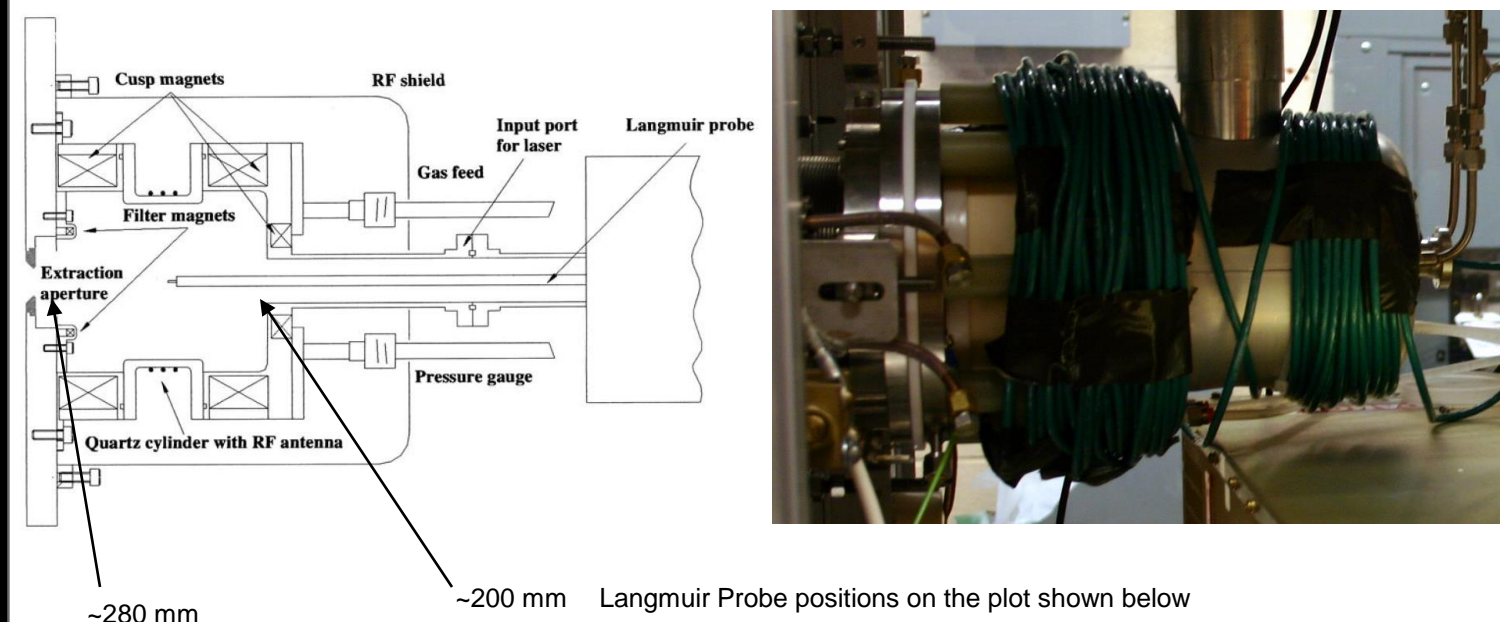 Cusp magnets
RF shield
Input port
for laser
Langmuir probe
Gas feed
Filter magnets
Extraction
aperture
Pressure gauge
Quartz cylinder with RF antenna
~280 mm
~200 mm Langmuir Probe positions on the plot shown below